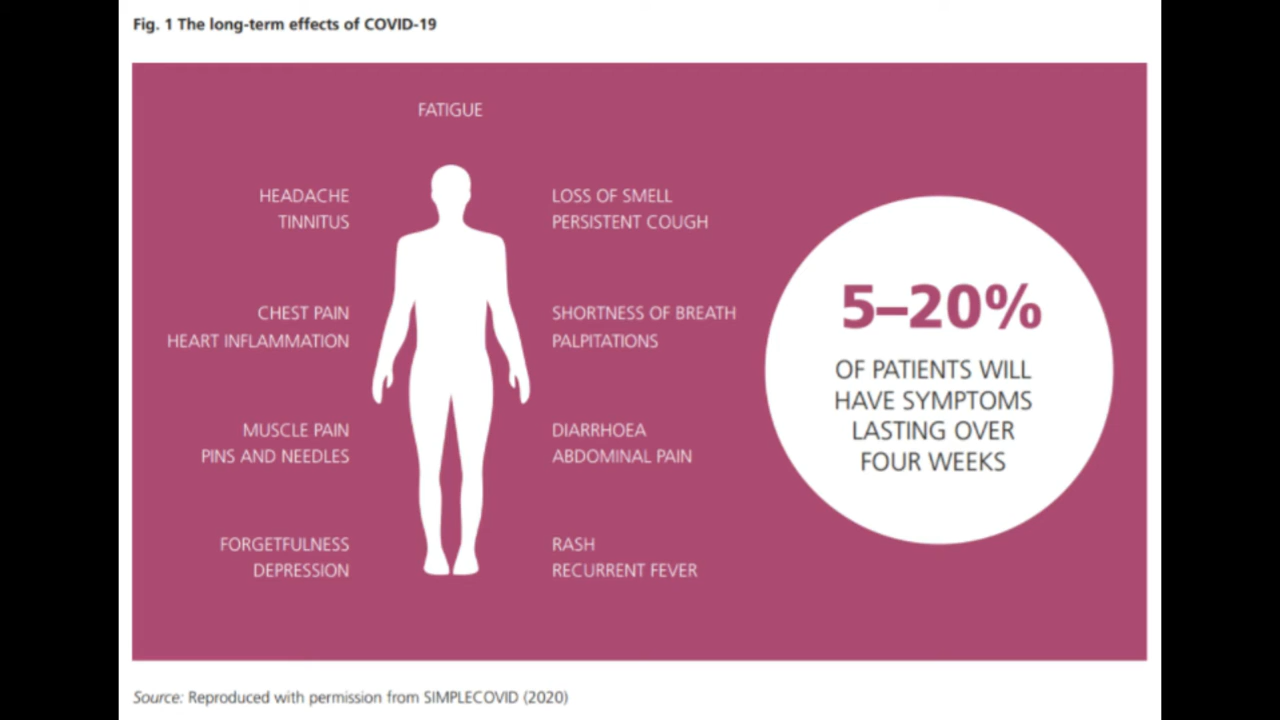 Fig. 1 The long-term effects of COVID-19
FATIGUE
HEADACHE
TINNITUS
LOSS OF SMELL
PERSISTENT COUGH
CHEST PAIN
HEART INFLAMMATION
SHORTNESS OF BREATH
PALPITATIONS
MUSCLE PAIN
PINS AND NEEDLES
DIARRHOEA
ABDOMINAL PAIN
FORGETFULNESS
DEPRESSION
RASH
RECURRENT FEVER
5–20%
OF PATIENTS WILL
HAVE SYMPTOMS
LASTING OVER
FOUR WEEKS
Source: Reproduced with permission from SIMPLECOVID (2020)